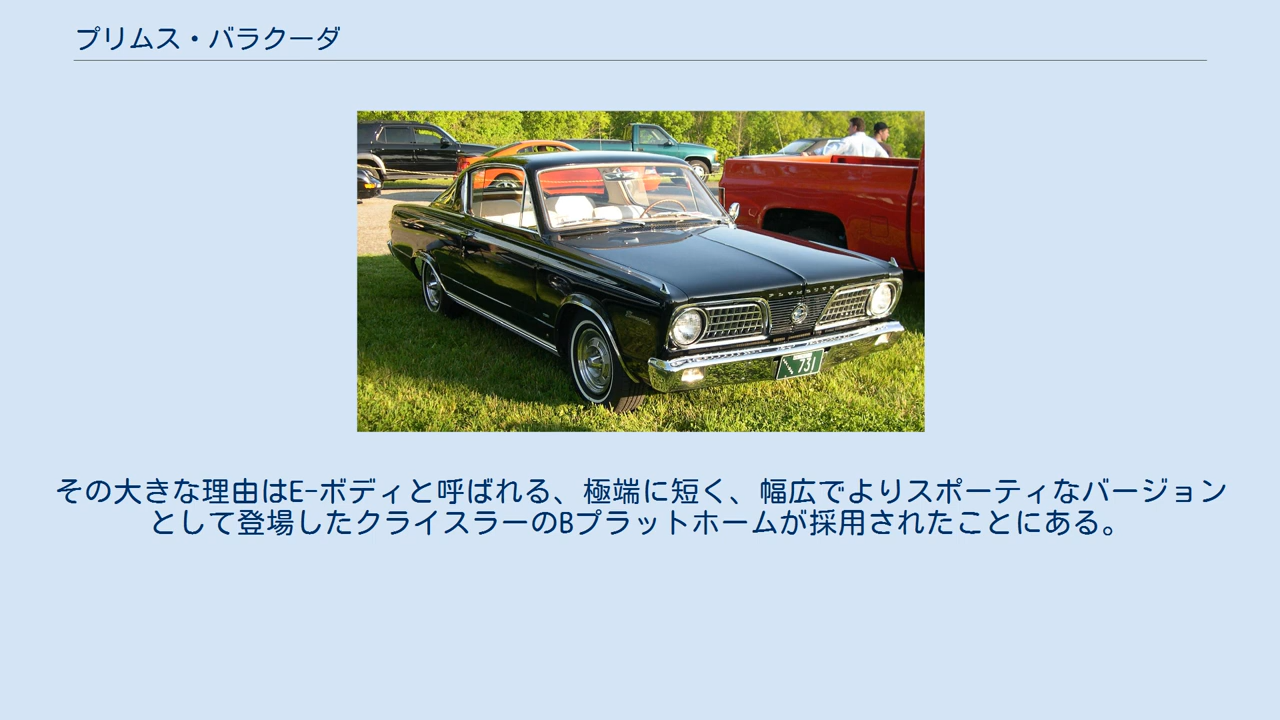 プリムス・バラクーダ
PLYMOUTH
731
その大きな理由はE-ボディと呼ばれる、極端に短く、幅広でよりスポーティなバージョン
として登場したクライスラーのBプラットホームが採用されたことにある。